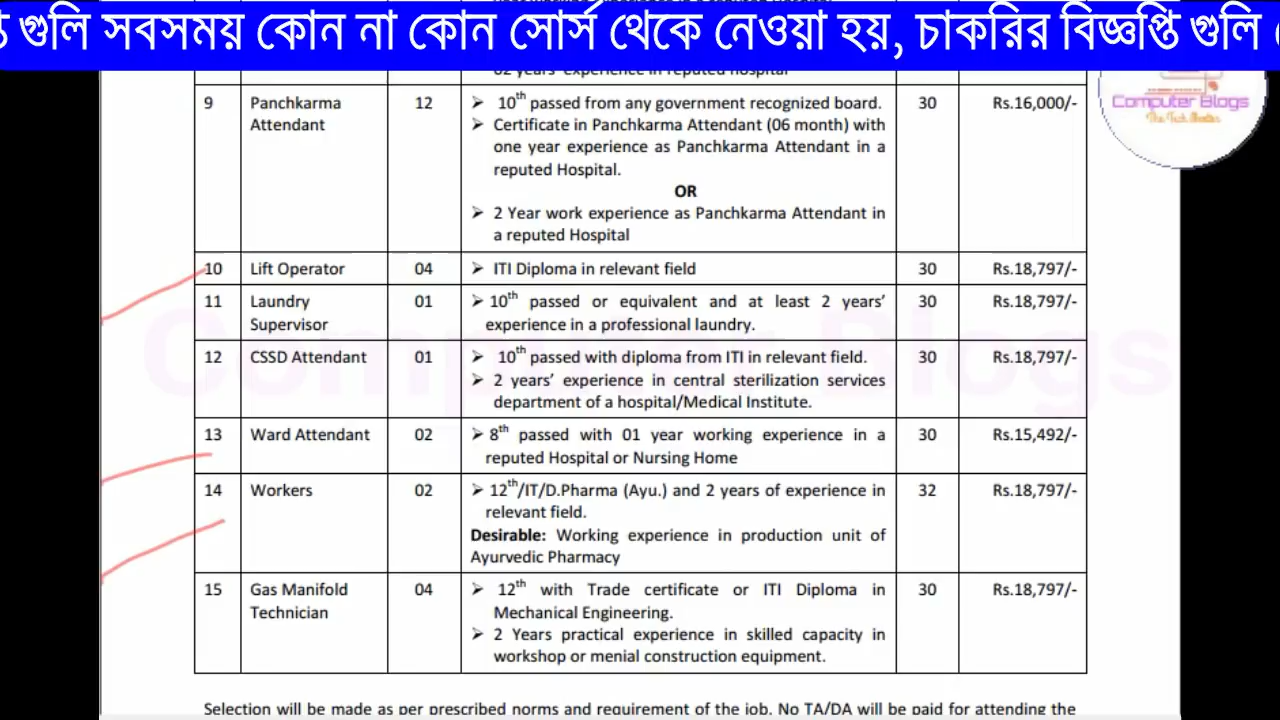 গুলি সবসময় কোন না কোন সোর্স থেকে নেওয়া হয়, চাকরির বিজ্ঞপ্তি গুলি
02 years' experience in reputed hospital
9 Panchkarma 12 ➢ 10th passed from any government recognized board. 30 Rs.16,000/-
Attendant ➢ Certificate in Panchkarma Attendant (06 month) with
one year experience as Panchkarma Attendant in a
reputed Hospital.
OR
➢ 2 Year work experience as Panchkarma Attendant in
a reputed Hospital
10 Lift Operator 04 ➢ ITI Diploma in relevant field 30 Rs.18,797/-
11 Laundry 01 ➢ 10th passed or equivalent and at least 2 years' 30 Rs.18,797/-
Supervisor experience in a professional laundry.
12 CSSD Attendant 01 ➢ 10th passed with diploma from ITI in relevant field. 30 Rs.18,797/-
➢ 2 years' experience in central sterilization services
department of a hospital/Medical Institute.
13 Ward Attendant 02 ➢ 8th passed with 01 year working experience in a 30 Rs.15,492/-
reputed Hospital or Nursing Home
14 Workers 02 ➢ 12th/IT/D.Pharma (Ayu.) and 2 years of experience in 32 Rs.18,797/-
relevant field.
Desirable: Working experience in production unit of
Ayurvedic Pharmacy
15 Gas Manifold 04 ➢ 12th with Trade certificate or ITI Diploma in 30 Rs.18,797/-
Technician Mechanical Engineering.
➢ 2 Years practical experience in skilled capacity in
workshop or menial construction equipment.
Selection will be made as per prescribed norms and requirement of the job. No TA/DA will be paid for attending the
Computer Blogs
Computer Blogs